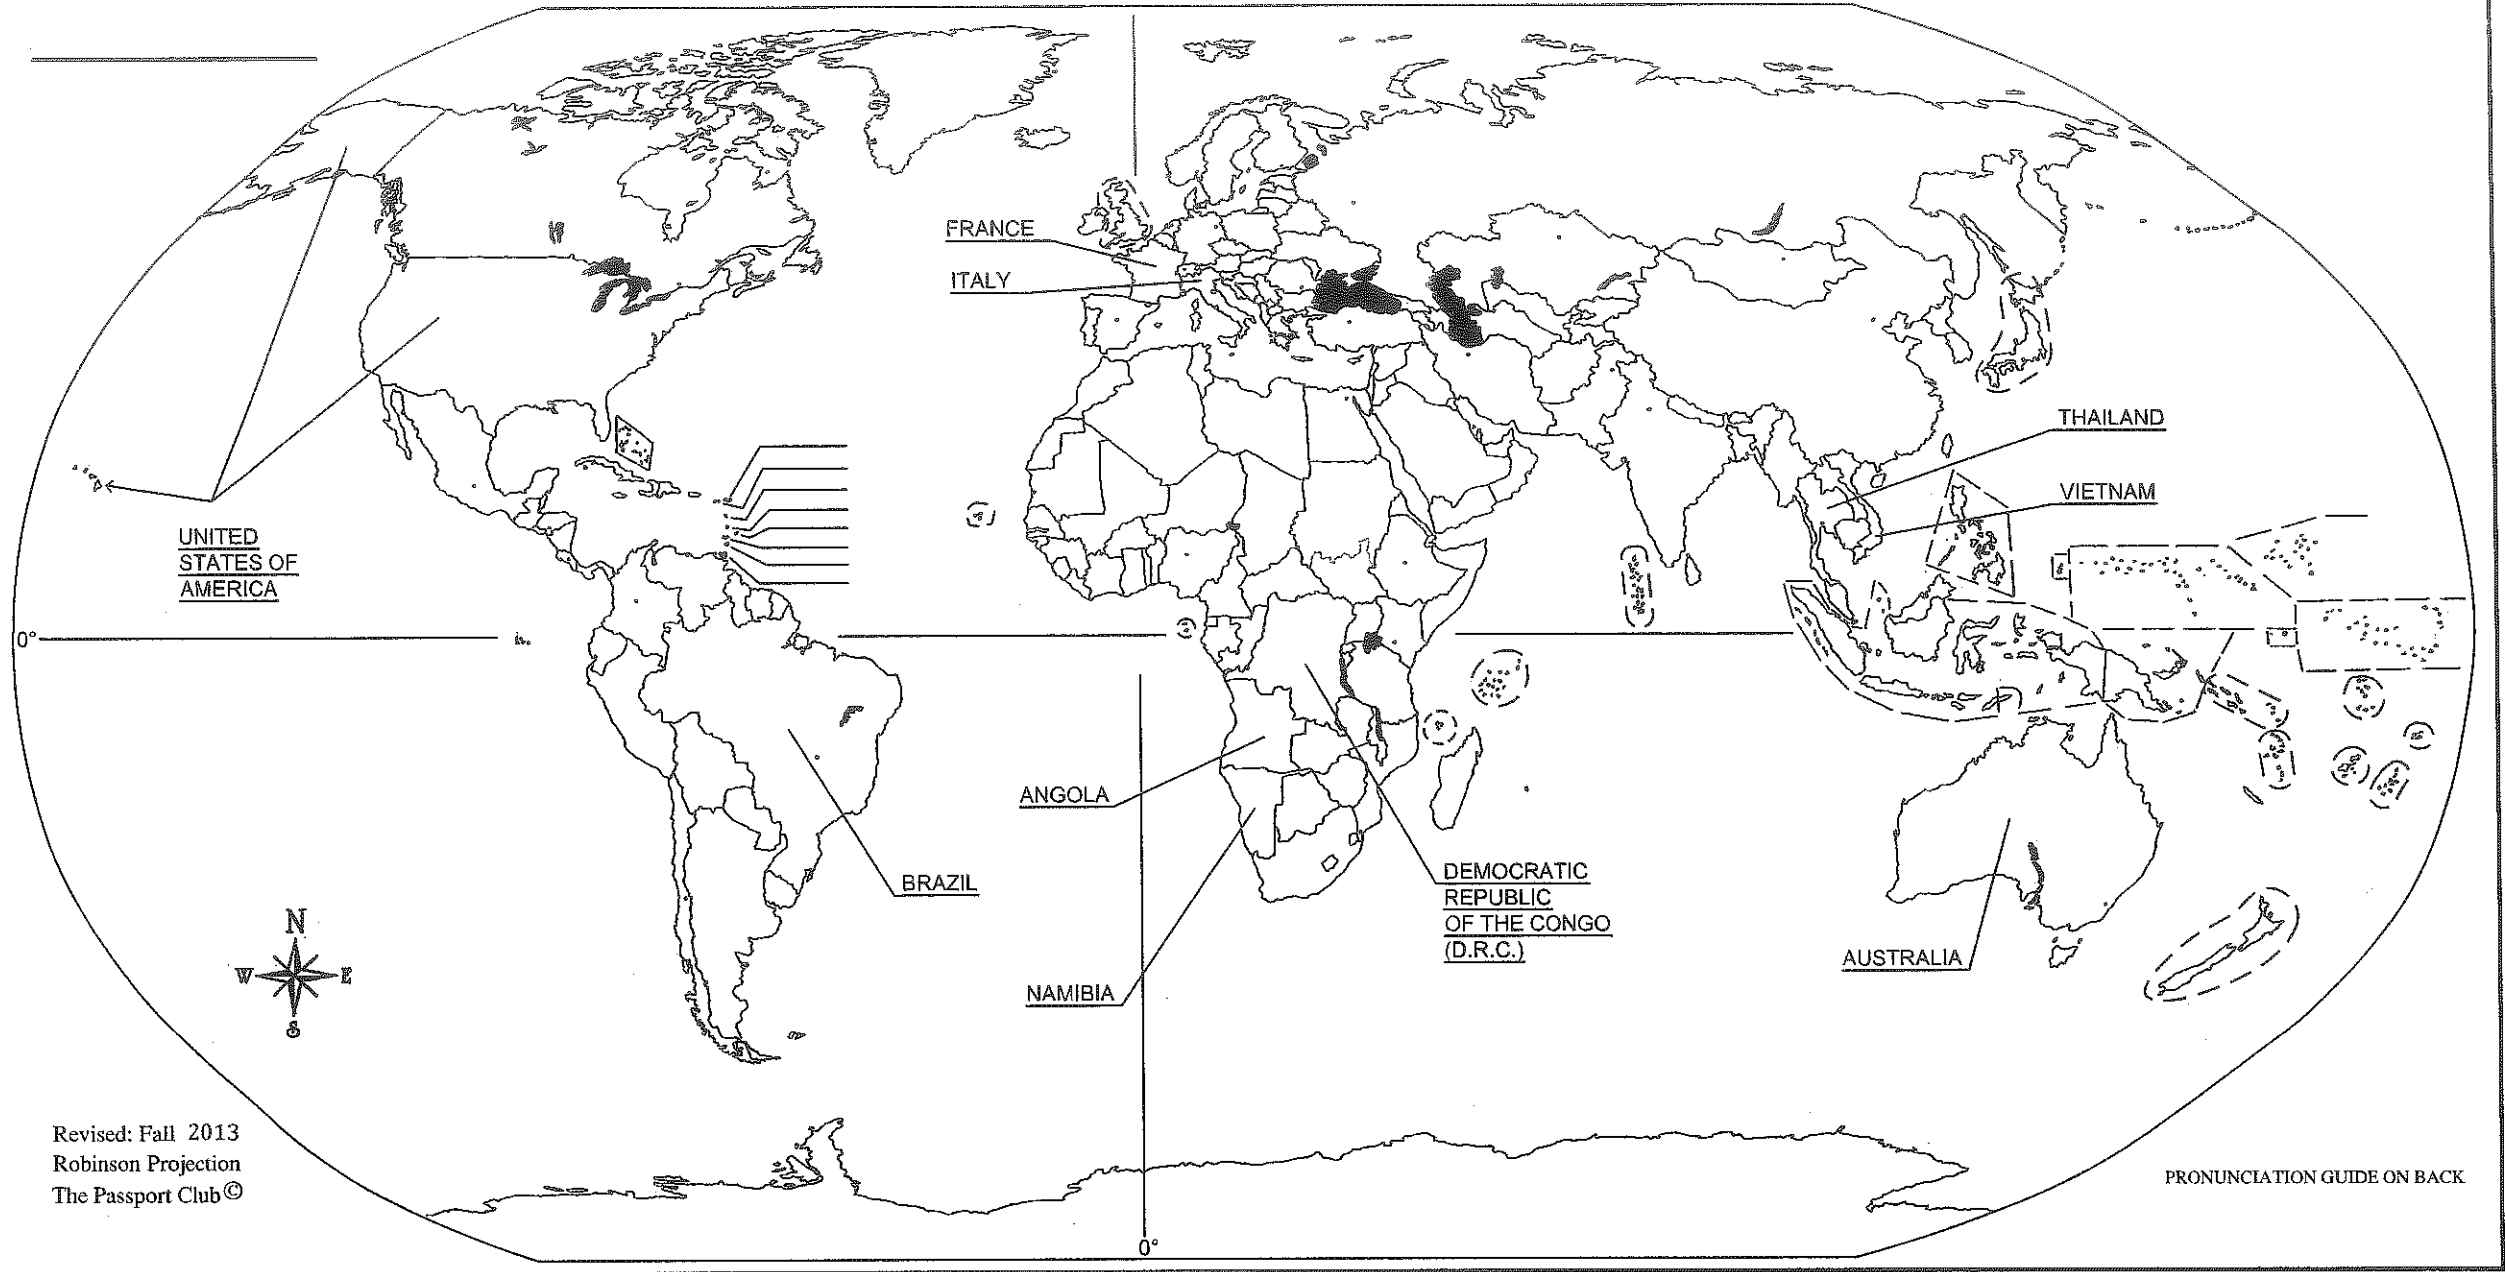 FRANCE
ITALY
THAILAND
VIETNAM
UNITED
STATES OF
AMERICA
0°
ANGOLA
BRAZIL
DEMOCRATIC
REPUBLIC
OF THE CONGO
(D.R.C.)
AUSTRALIA
NAMIBIA
N
W E
S
Revised: Fall 2013
Robinson Projection
The Passport Club©
PRONUNCIATION GUIDE ON BACK
0°